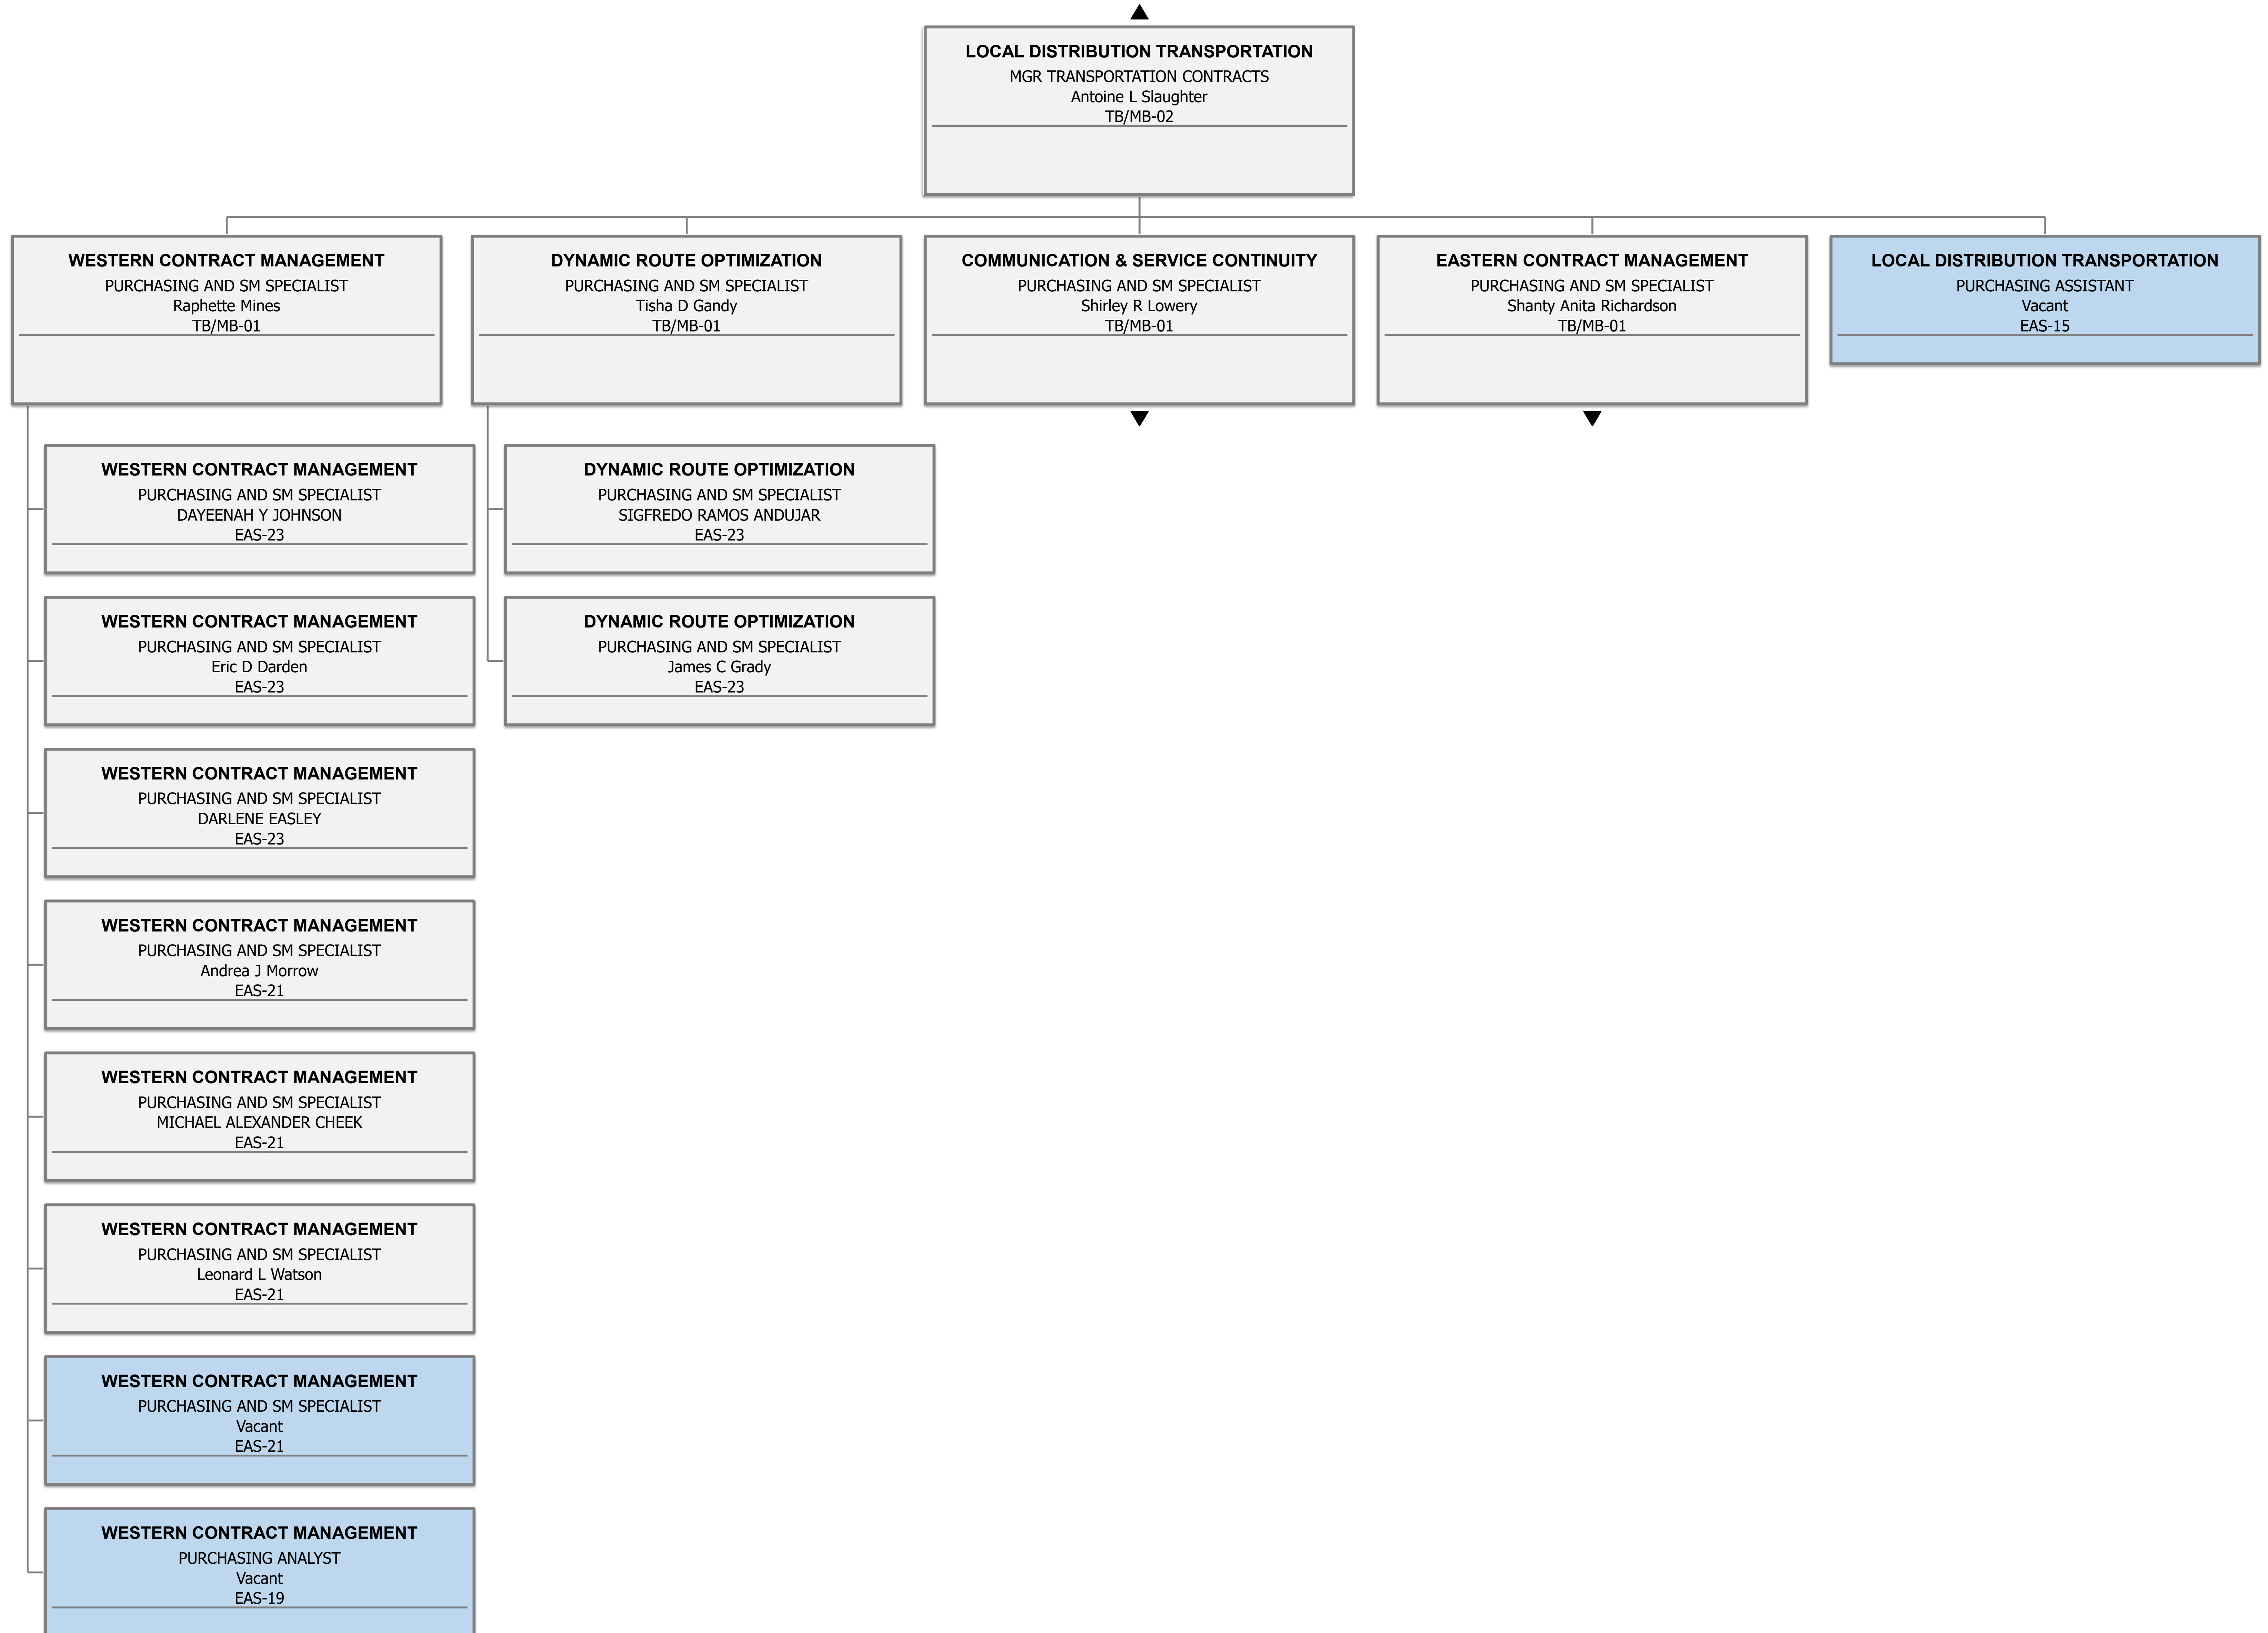 LOCAL DISTRIBUTION TRANSPORTATION
MGR TRANSPORTATION CONTRACTS
Antoine L Slaughter
TB/MB-02
WESTERN CONTRACT MANAGEMENT
PURCHASING AND SM SPECIALIST
Raphette Mines
TB/MB-01
DYNAMIC ROUTE OPTIMIZATION
PURCHASING AND SM SPECIALIST
Tisha D Gandy
TB/MB-01
COMMUNICATION & SERVICE CONTINUITY
PURCHASING AND SM SPECIALIST
Shirley R Lowery
TB/MB-01
EASTERN CONTRACT MANAGEMENT
PURCHASING AND SM SPECIALIST
Shanty Anita Richardson
TB/MB-01
LOCAL DISTRIBUTION TRANSPORTATION
PURCHASING ASSISTANT
Vacant
EAS-15
WESTERN CONTRACT MANAGEMENT
PURCHASING AND SM SPECIALIST
DAYEENAH Y JOHNSON
EAS-23
DYNAMIC ROUTE OPTIMIZATION
PURCHASING AND SM SPECIALIST
SIGFREDO RAMOS ANDUJAR
EAS-23
WESTERN CONTRACT MANAGEMENT
PURCHASING AND SM SPECIALIST
Eric D Darden
EAS-23
DYNAMIC ROUTE OPTIMIZATION
PURCHASING AND SM SPECIALIST
James C Grady
EAS-23
WESTERN CONTRACT MANAGEMENT
PURCHASING AND SM SPECIALIST
DARLENE EASLEY
EAS-23
WESTERN CONTRACT MANAGEMENT
PURCHASING AND SM SPECIALIST
Andrea J Morrow
EAS-21
WESTERN CONTRACT MANAGEMENT
PURCHASING AND SM SPECIALIST
MICHAEL ALEXANDER CHEEK
EAS-21
WESTERN CONTRACT MANAGEMENT
PURCHASING AND SM SPECIALIST
Leonard L Watson
EAS-21
WESTERN CONTRACT MANAGEMENT
PURCHASING AND SM SPECIALIST
Vacant
EAS-21
WESTERN CONTRACT MANAGEMENT
PURCHASING ANALYST
Vacant
EAS-19